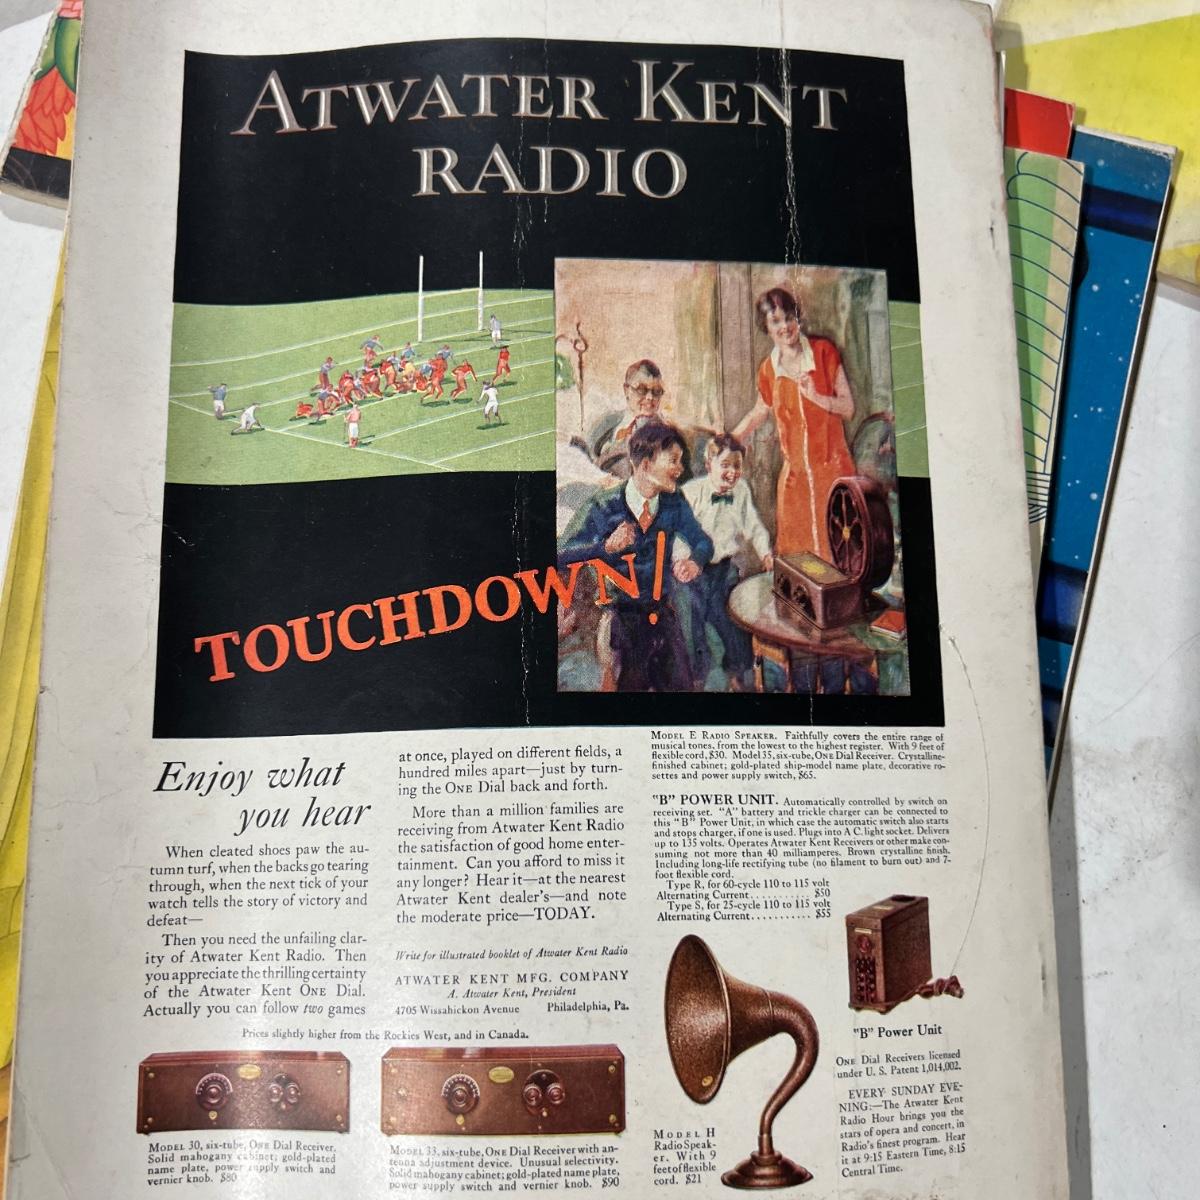 ATWATER KENT
RADIO
TOUCHDOWN!
Enjoy what
you hear
When cleated shoes paw the au-
tumn turf, when the backs go tearing
through, when the next tick of your
watch tells the story of victory and
defeat—
Then you need the unfailing clar-
ity of Atwater Kent Radio. Then
you appreciate the thrilling certainty
of the Atwater Kent ONE Dial.
Actually you can follow two games
at once, played on different fields, a
hundred miles apart—just by turn-
ing the ONE Dial back and forth.
More than a million families are
receiving from Atwater Kent Radio
the satisfaction of good home enter-
tainment. Can you afford to miss it
any longer? Hear it—at the nearest
Atwater Kent dealer's—and note
the moderate price—TODAY.
Write for illustrated booklet of Atwater Kent Radio
ATWATER KENT MFG. COMPANY
A. Atwater Kent, President
4705 Wissahickon Avenue Philadelphia, Pa.
Prices slightly higher from the Rockies West, and in Canada.
MODEL E RADIO SPEAKER. Faithfully covers the entire range of
musical tones, from the lowest to the highest register. With 9 feet of
flexible cord, $30. Model 35, six-tube, ONE Dial Receiver. Crystalline-
finished cabinet; gold-plated ship-model name plate, decorative ro-
settes and power supply switch, $65.
"B" POWER UNIT. Automatically controlled by switch on
receiving set. "A" battery and trickle charger can be connected to
this "B" Power Unit, in which case the automatic switch also starts
and stops charger, if one is used. Plugs into A C. light socket. Delivers
up to 135 volts. Operates Atwater Kent Receivers or other make con-
suming not more than 40 milliamperes. Brown crystalline finish.
Including long-life rectifying tube (no filament to burn out) and 7-
foot flexible cord.
Type R, for 60-cycle 110 to 115 volt
Alternating Current............ $50
Type S, for 25-cycle 110 to 115 volt
Alternating Current........... $55
"B" Power Unit
ONE Dial Receivers licensed
under U. S. Patent 1,014,002.
EVERY SUNDAY EVE-
NING:—The Atwater Kent
Radio Hour brings you the
stars of opera and concert, in
Radio's finest program. Hear
it at 9:15 Eastern Time, 8:15
Central Time.
MODEL H
Radio Speak-
er. With 9
feet of flexible
cord. $21
MODEL 30, six-tube, ONE Dial Receiver.
Solid mahogany cabinet; gold-plated
name plate, power supply switch and
vernier knob. $80
MODEL 33, six-tube, ONE Dial Receiver with an-
tenna adjustment device. Unusual selectivity.
Solid mahogany cabinet; gold-plated name plate,
power supply switch and vernier knob. $90